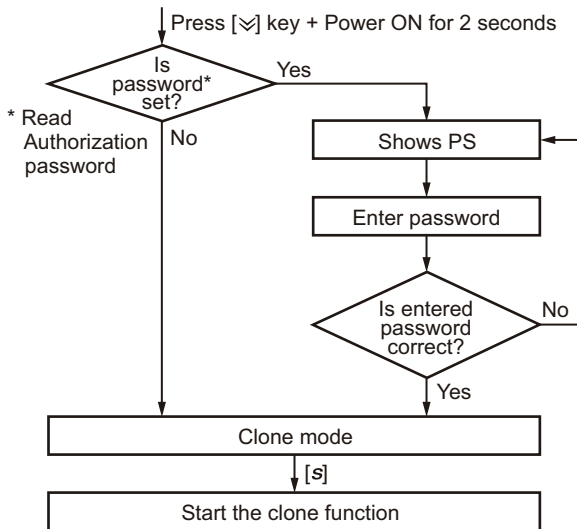 Press [≫] key + Power ON for 2 seconds
Is
password*
set?
Yes
* Read
Authorization
password
No
Shows PS
Enter password
Is entered
password
correct?
No
Yes
Clone mode
[s]
Start the clone function